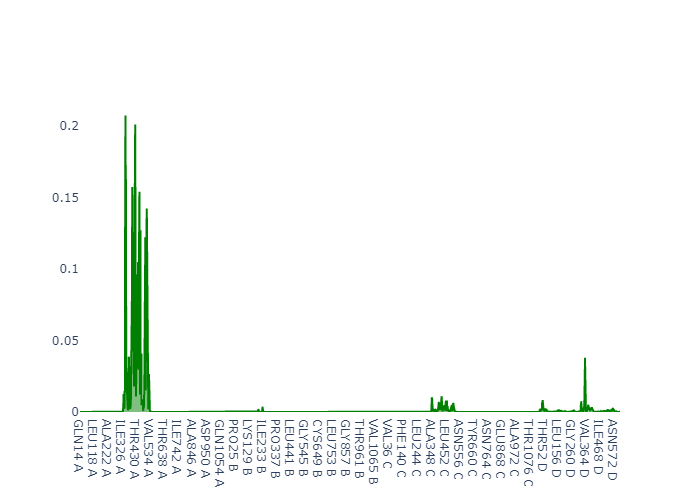 0.2
0.15
0.1
0.05
0
GLN14 A
LEU118 A
ALA222 A
ILE326 A
THR430 A
VAL534 A
THR638 A
ILE742 A
ALA846 A
ASP950 A
GLN1054 A
PRO25 B
LYS129 B
ILE233 B
PRO337 B
LEU441 B
GLY545 B
CYS649 B
LEU753 B
GLY857 B
THR961 B
VAL1065 B
VAL36 C
PHE140 C
LEU244 C
ALA348 C
LEU452 C
ASN556 C
TYR660 C
ASN764 C
GLU868 C
ALA972 C
THR1076 C
THR52 D
LEU156 D
GLY260 D
VAL364 D
ILE468 D
ASN572 D